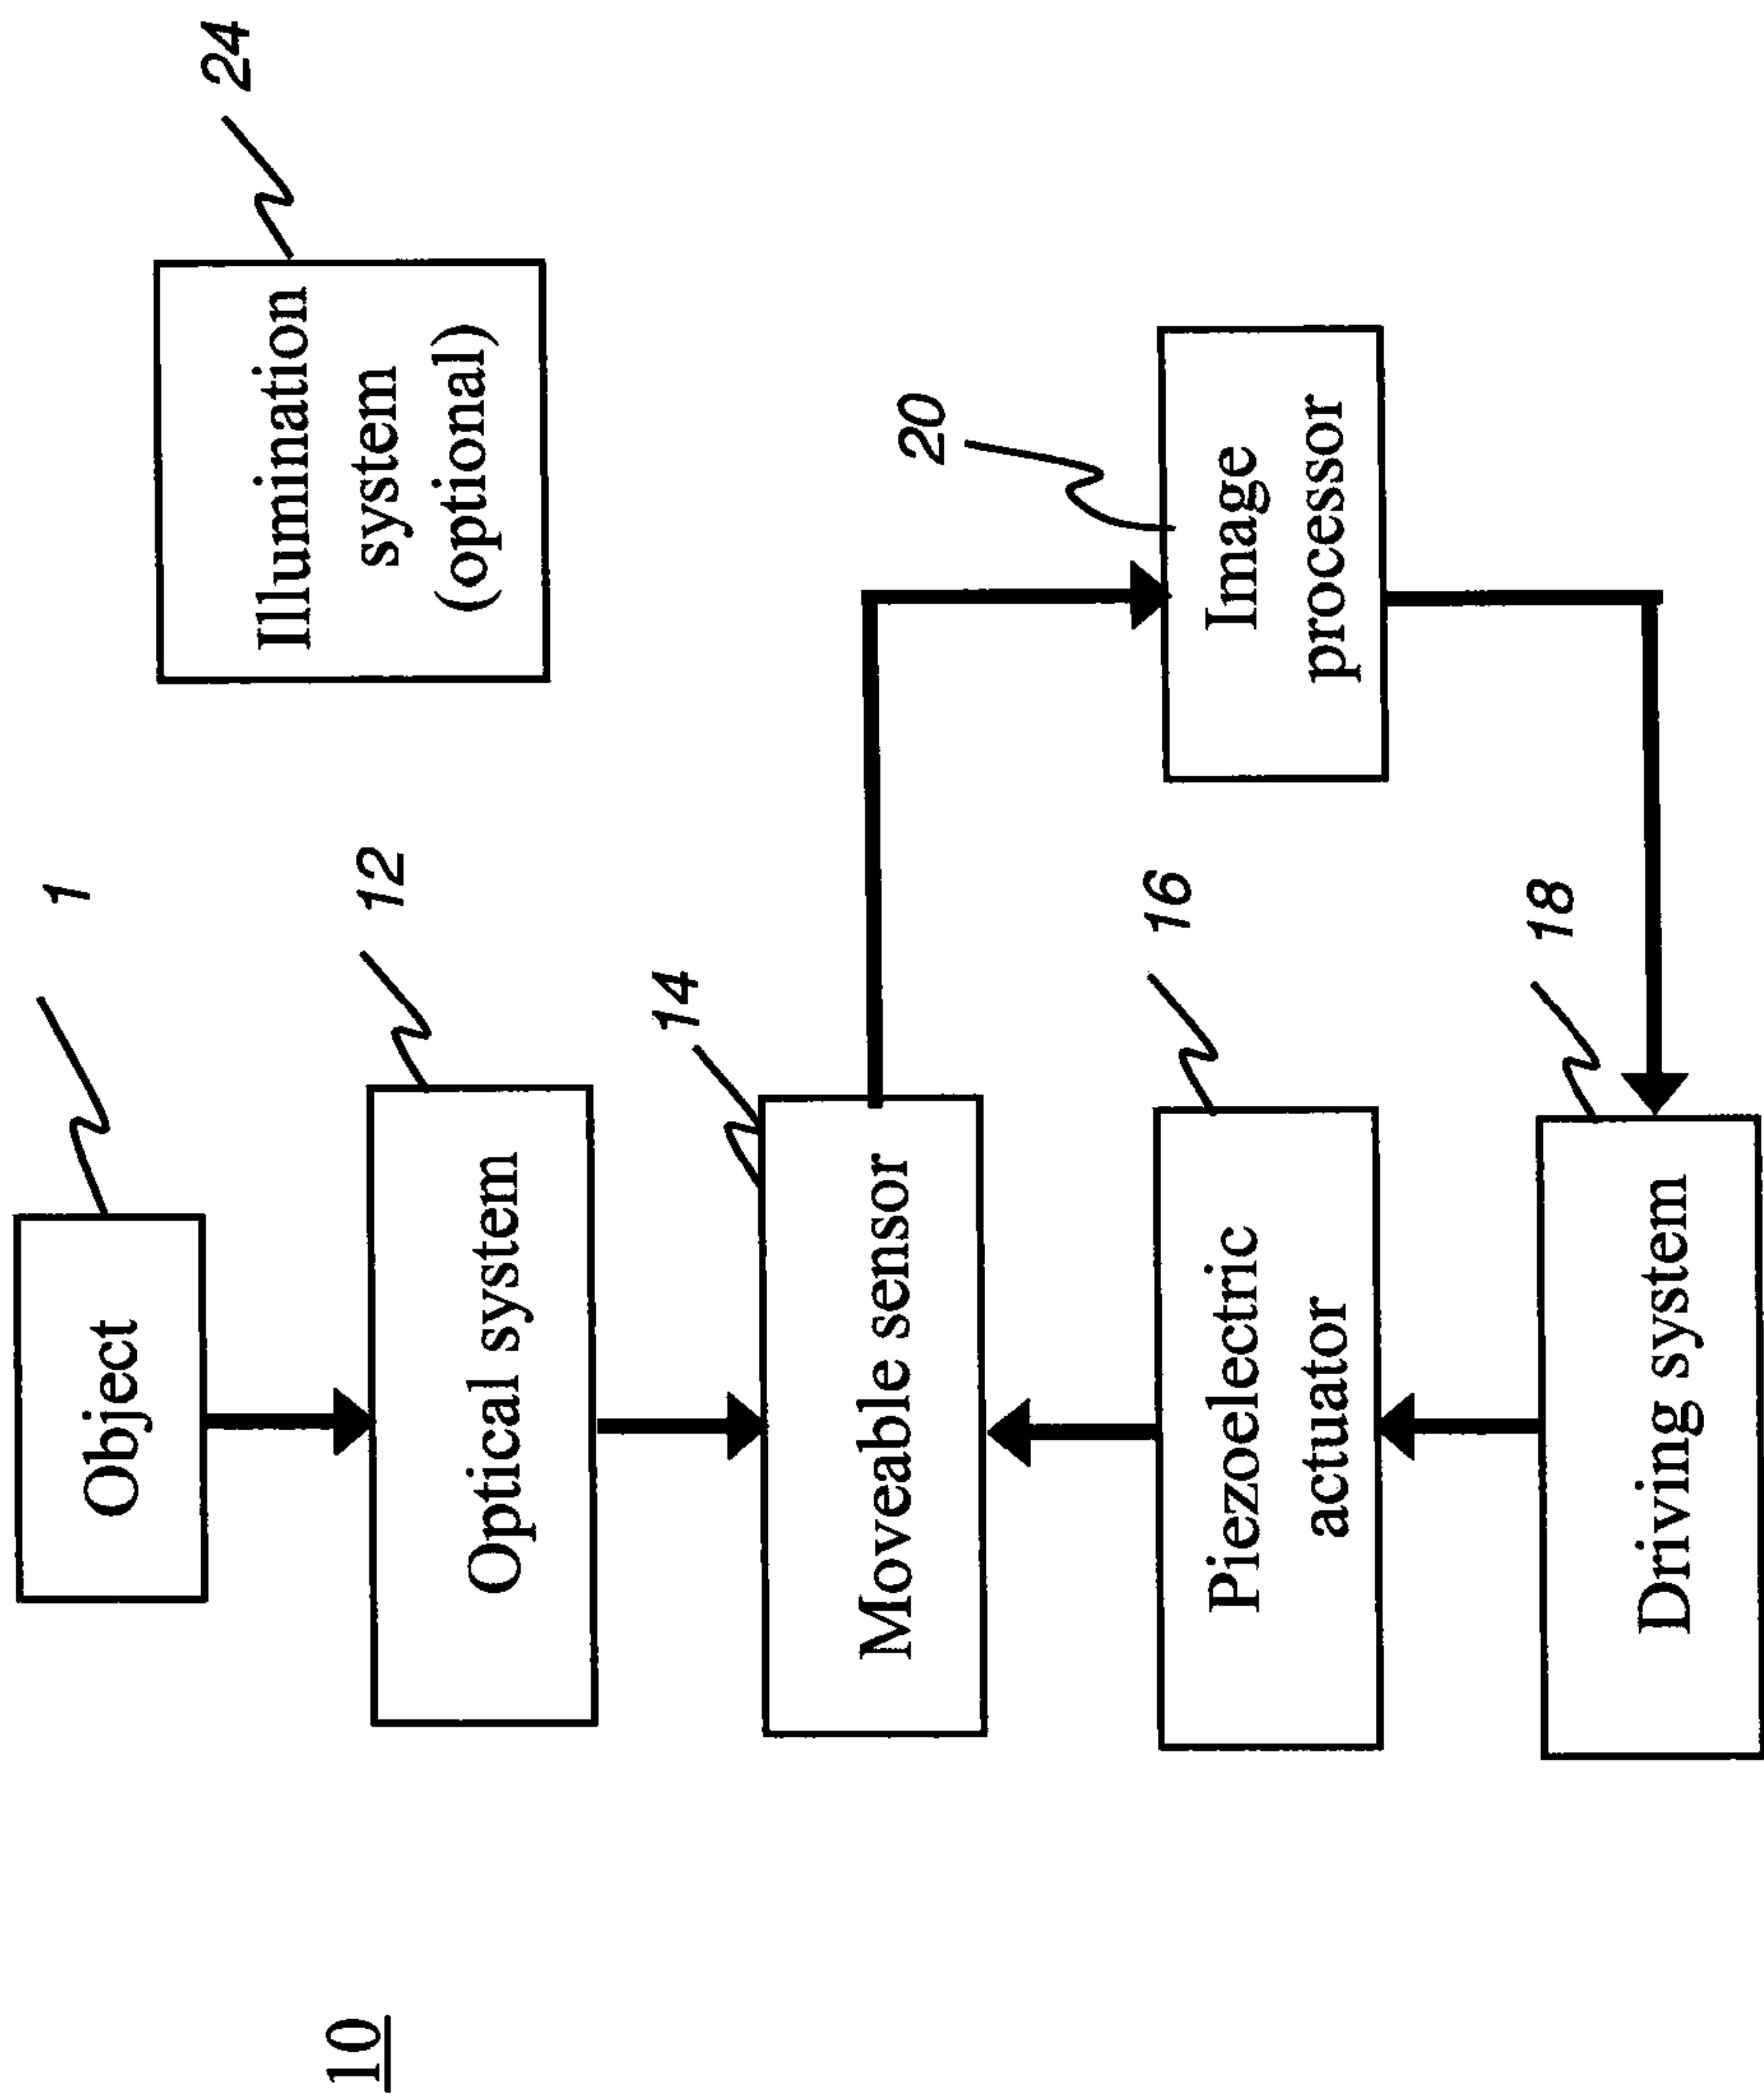 10
Object
1
Optical system
12
Illumination
system
(optional)
24
Moveable sensor
14
Piezoelectric
actuator
16
Image
processor
20
Driving system
18